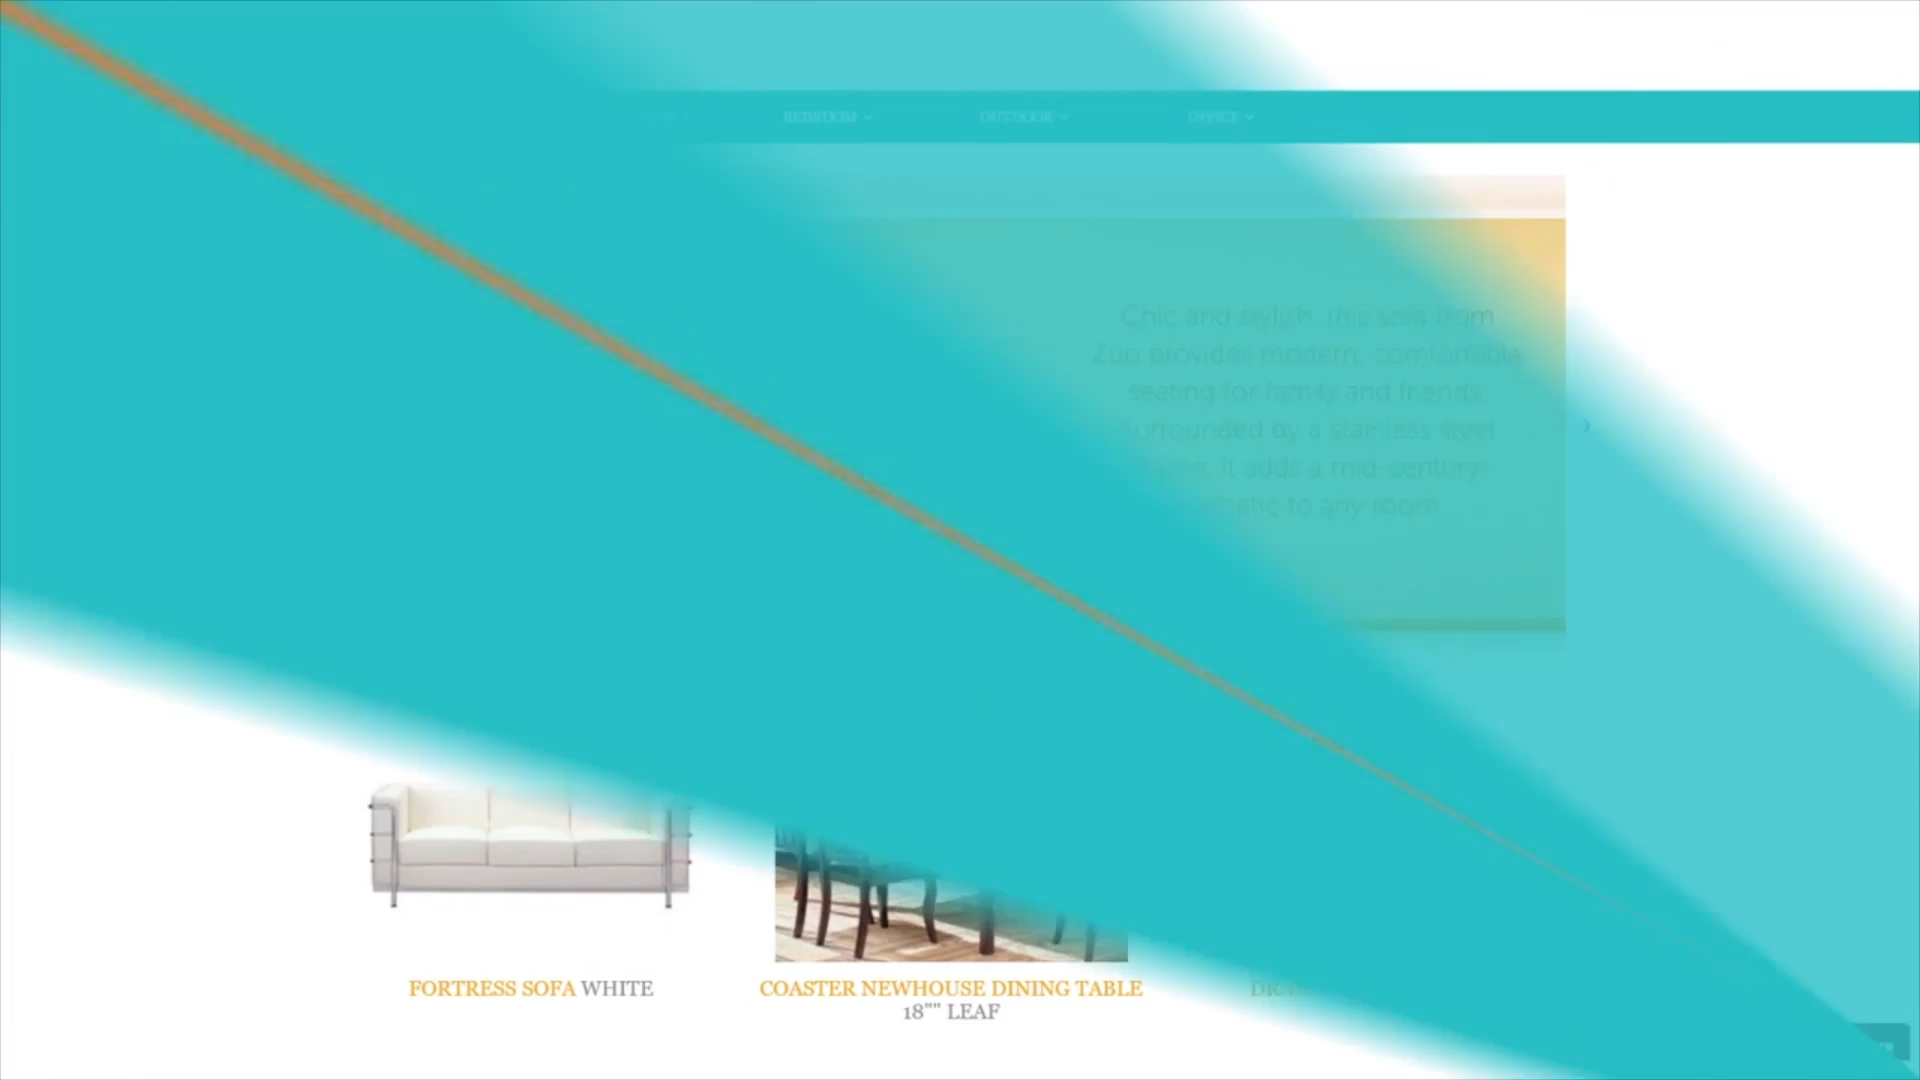 BEDROOM
OUTDOOR
OFFICE
Chic and stylish, this sofa from
Zuo provides modern, comfortable
seating for family and friends.
Surrounded by a stainless steel
it adds a mid-century
to any room.
FORTRESS SOFA WHITE
COASTER NEWHOUSE DINING TABLE
18"" LEAF